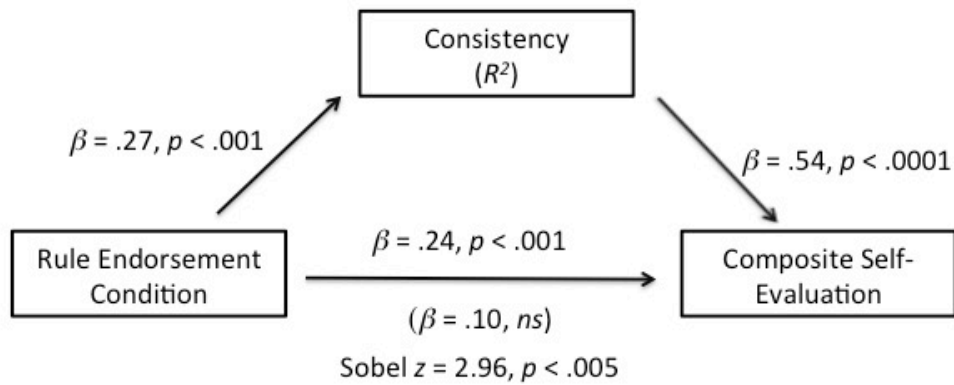 Consistency
(R²)
β = .27, p < .001
β = .54, p < .0001
Rule Endorsement
Condition
β = .24, p < .001
Composite Self-
Evaluation
(β = .10, ns)
Sobel z = 2.96, p < .005